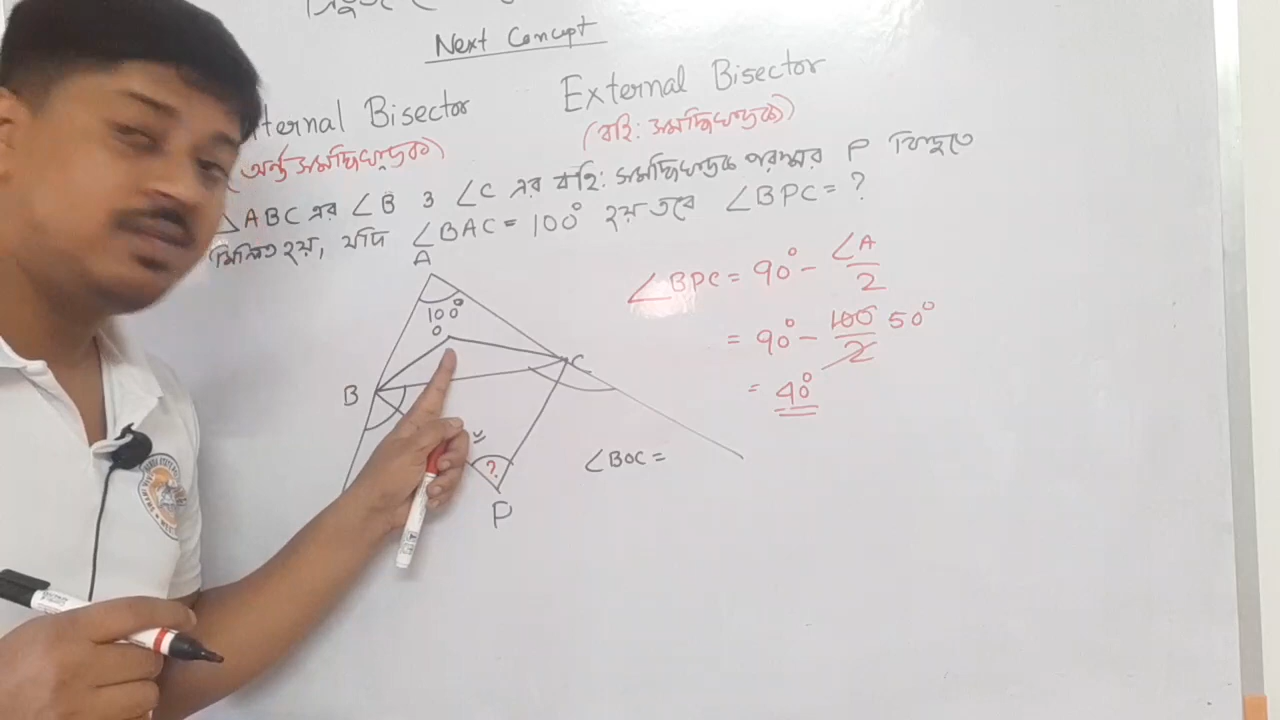 Next Concept
ternal Bisector
External Bisector
(অর্ন্ত সমদ্বিখণ্ডক)
(বহি: সমদ্বিখণ্ডক)
△ABC এর ∠B ও ∠C এর বহি: সমদ্বিখণ্ডক পরস্পর P বিন্দুতে
মিলিত হয়, যদি ∠BAC = 100° হয় তবে ∠BPC = ?
A
100°
O
B
C
?
P
∠BPC = 90° - ∠A/2
= 90° - 100/2 50°
= 40°
∠BOC =